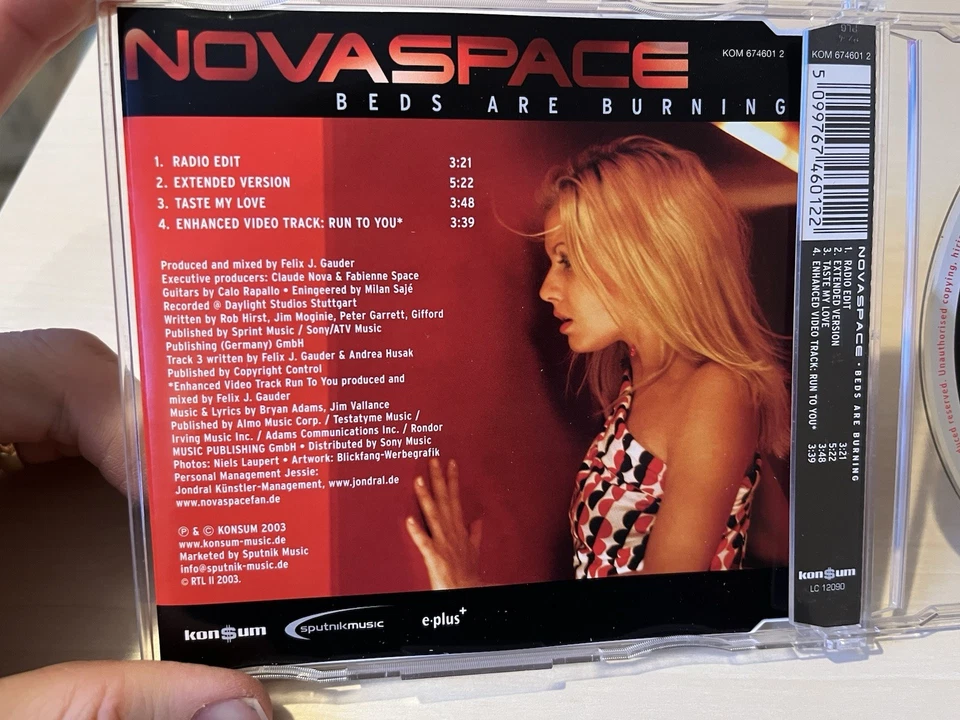 NOVASPACE
KOM 674601 2
BEDS ARE BURNING
1. RADIO EDIT 3:21
2. EXTENDED VERSION 5:22
3. TASTE MY LOVE 3:48
4. ENHANCED VIDEO TRACK: RUN TO YOU* 3:39
Produced and mixed by Felix J. Gauder
Executive producers: Claude Nova & Fabienne Space
Guitars by Calo Rapallo • Eningeered by Milan Sajé
Recorded @ Daylight Studios Stuttgart
Written by Rob Hirst, Jim Moginie, Peter Garrett, Gifford
Published by Sprint Music / Sony/ATV Music
Publishing (Germany) GmbH
Track 3 written by Felix J. Gauder & Andrea Husak
Published by Copyright Control
*Enhanced Video Track Run To You produced and
mixed by Felix J. Gauder
Music & Lyrics by Bryan Adams, Jim Vallance
Published by Almo Music Corp. / Testatyme Music /
Irving Music Inc. / Adams Communications Inc. / Rondor
MUSIC PUBLISHING GmbH • Distributed by Sony Music
Photos: Niels Laupert • Artwork: Blickfang-Werbegrafik
Personal Management Jessie:
Jondral Künstler-Management, www.jondral.de
www.novaspacefan.de
℗ & © KONSUM 2003
www.konsum-music.de
Marketed by Sputnik Music
info@sputnik-music.de
© RTL II 2003.
kon$um
sputnikmusic
e·plus+
KOM 674601 2
5 099767 460122
NOVASPACE · BEDS ARE BURNING
1. RADIO EDIT 3:21
2. EXTENDED VERSION 5:22
3. TASTE MY LOVE 3:48
4. ENHANCED VIDEO TRACK: RUN TO YOU* 3:39
kon$um
LC 12090
reserved. Unauthorised copying,